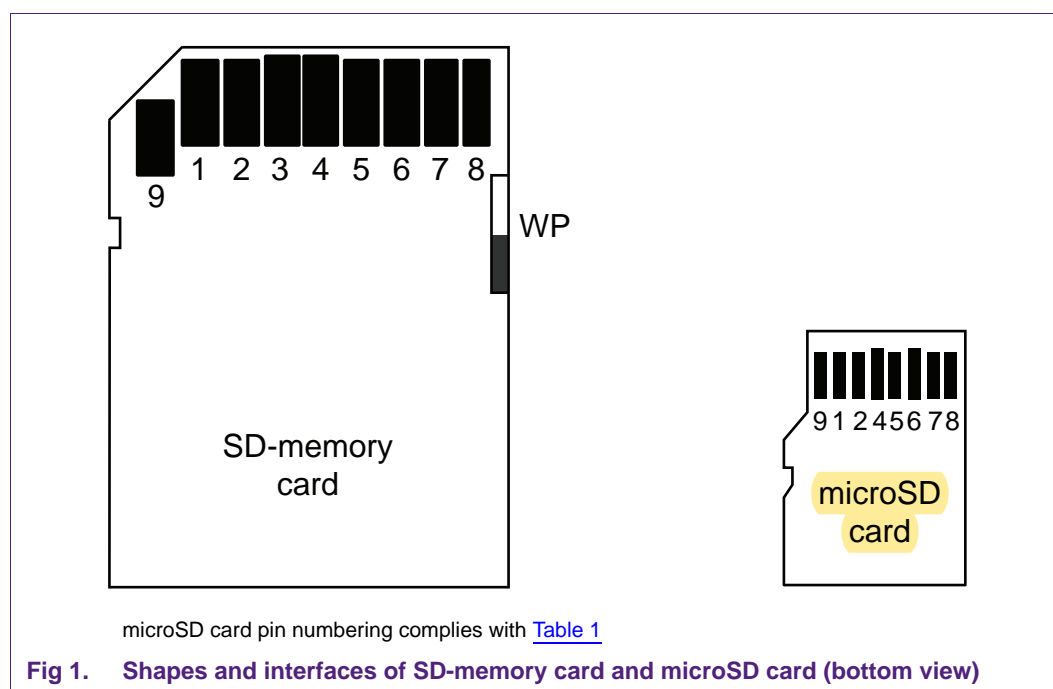 1 2 3 4 5 6 7 8
9
WP
9 1 2 4 5 6 7 8
SD-memory
card
microSD
card
microSD card pin numbering complies with Table 1
Fig 1. Shapes and interfaces of SD-memory card and microSD card (bottom view)